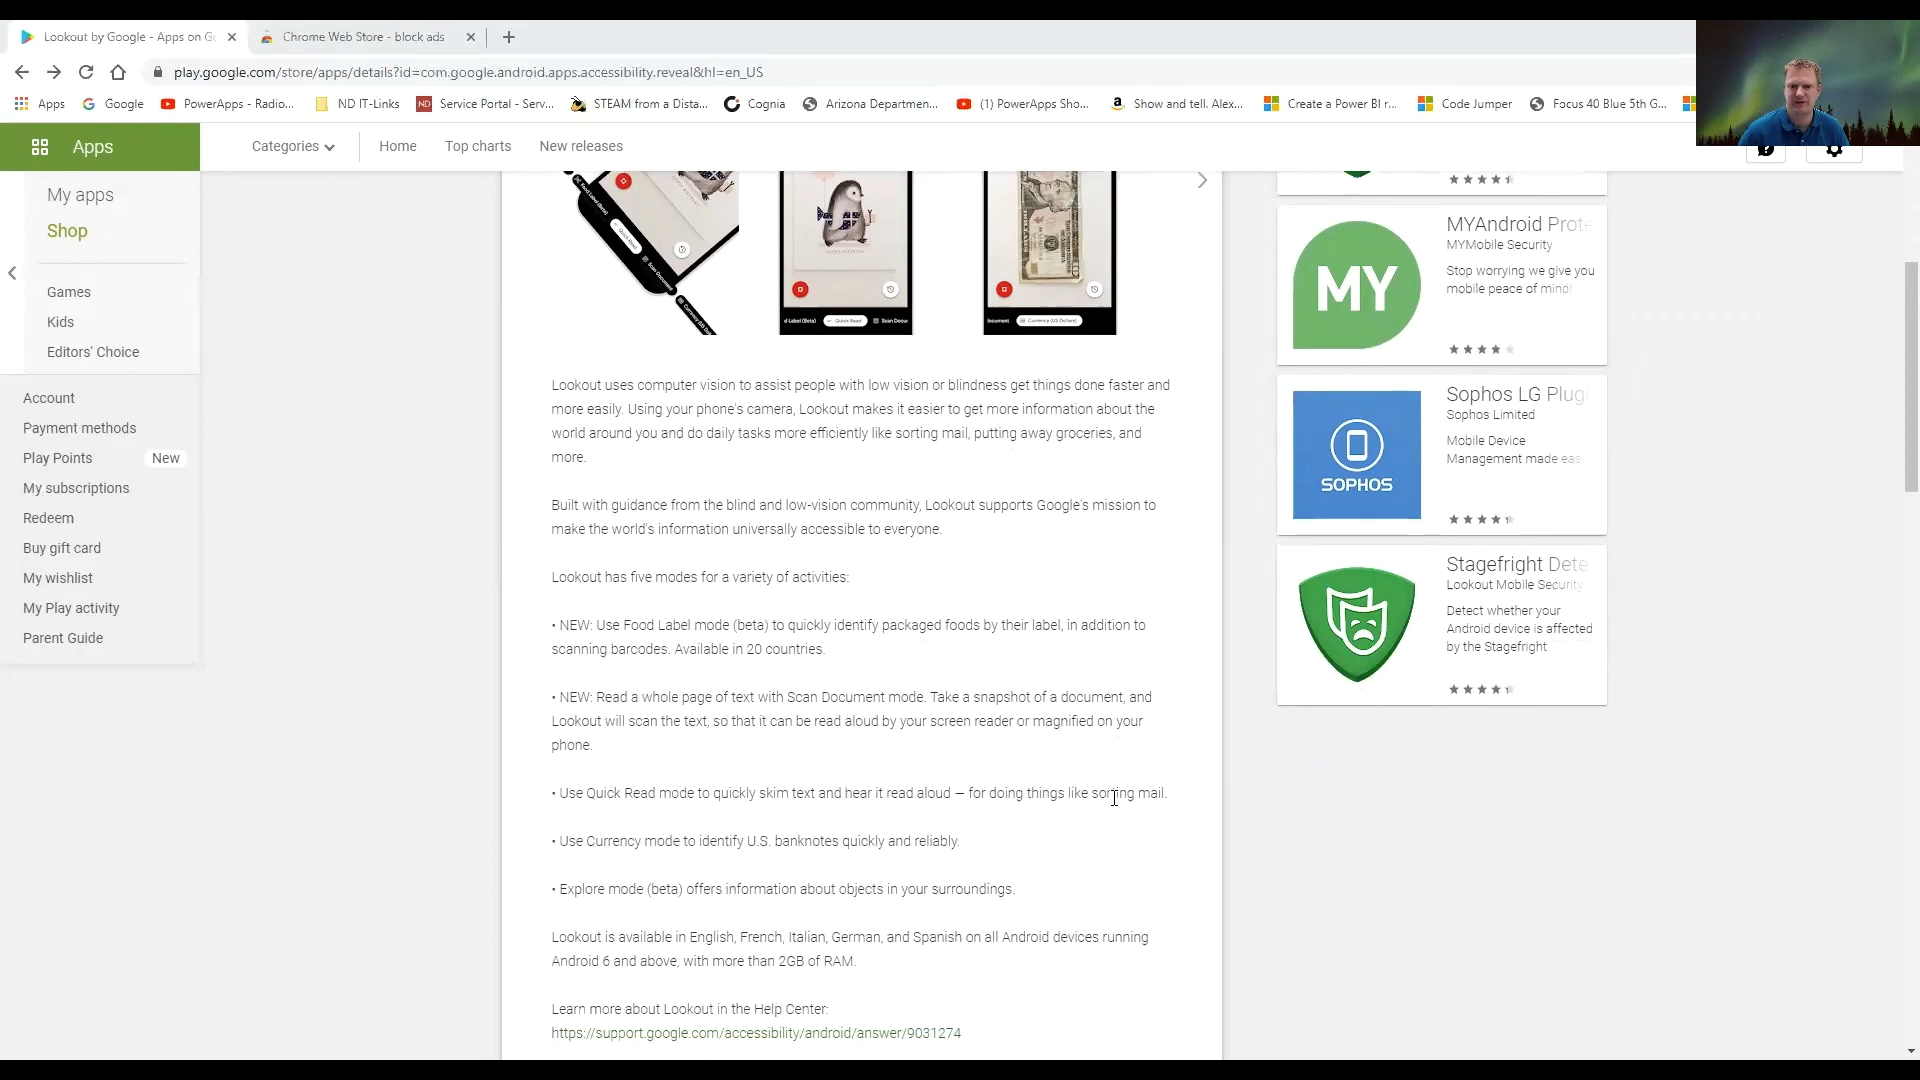 Lookout by Google - Apps on Go
Chrome Web Store - block ads
play.google.com/store/apps/details?id=com.google.android.apps.accessibility.reveal&hl=en_US
Apps
Google
PowerApps - Radio...
ND IT-Links
Service Portal - Serv...
STEAM from a Dista...
Cognia
Arizona Departmen...
(1) PowerApps Sho...
Show and tell. Alex...
Create a Power BI r...
Code Jumper
Focus 40 Blue 5th G...
Apps
Categories
Home
Top charts
New releases
My apps
Shop
Games
Kids
Editors' Choice
Account
Payment methods
Play Points New
My subscriptions
Redeem
Buy gift card
My wishlist
My Play activity
Parent Guide
Quick Read
Scan Document
d Label (Beta) Quick Read Scan Docu
ocument Currency (US Dollars)
Lookout uses computer vision to assist people with low vision or blindness get things done faster and
more easily. Using your phone's camera, Lookout makes it easier to get more information about the
world around you and do daily tasks more efficiently like sorting mail, putting away groceries, and
more.
Built with guidance from the blind and low-vision community, Lookout supports Google's mission to
make the world's information universally accessible to everyone.
Lookout has five modes for a variety of activities:
• NEW: Use Food Label mode (beta) to quickly identify packaged foods by their label, in addition to
scanning barcodes. Available in 20 countries.
• NEW: Read a whole page of text with Scan Document mode. Take a snapshot of a document, and
Lookout will scan the text, so that it can be read aloud by your screen reader or magnified on your
phone.
• Use Quick Read mode to quickly skim text and hear it read aloud — for doing things like sorting mail.
• Use Currency mode to identify U.S. banknotes quickly and reliably.
• Explore mode (beta) offers information about objects in your surroundings.
Lookout is available in English, French, Italian, German, and Spanish on all Android devices running
Android 6 and above, with more than 2GB of RAM.
Learn more about Lookout in the Help Center:
https://support.google.com/accessibility/android/answer/9031274
MY
MYAndroid Prote
MYMobile Security
Stop worrying we give you
mobile peace of mind!
SOPHOS
Sophos LG Plug
Sophos Limited
Mobile Device
Management made eas
Stagefright Dete
Lookout Mobile Security
Detect whether your
Android device is affected
by the Stagefright